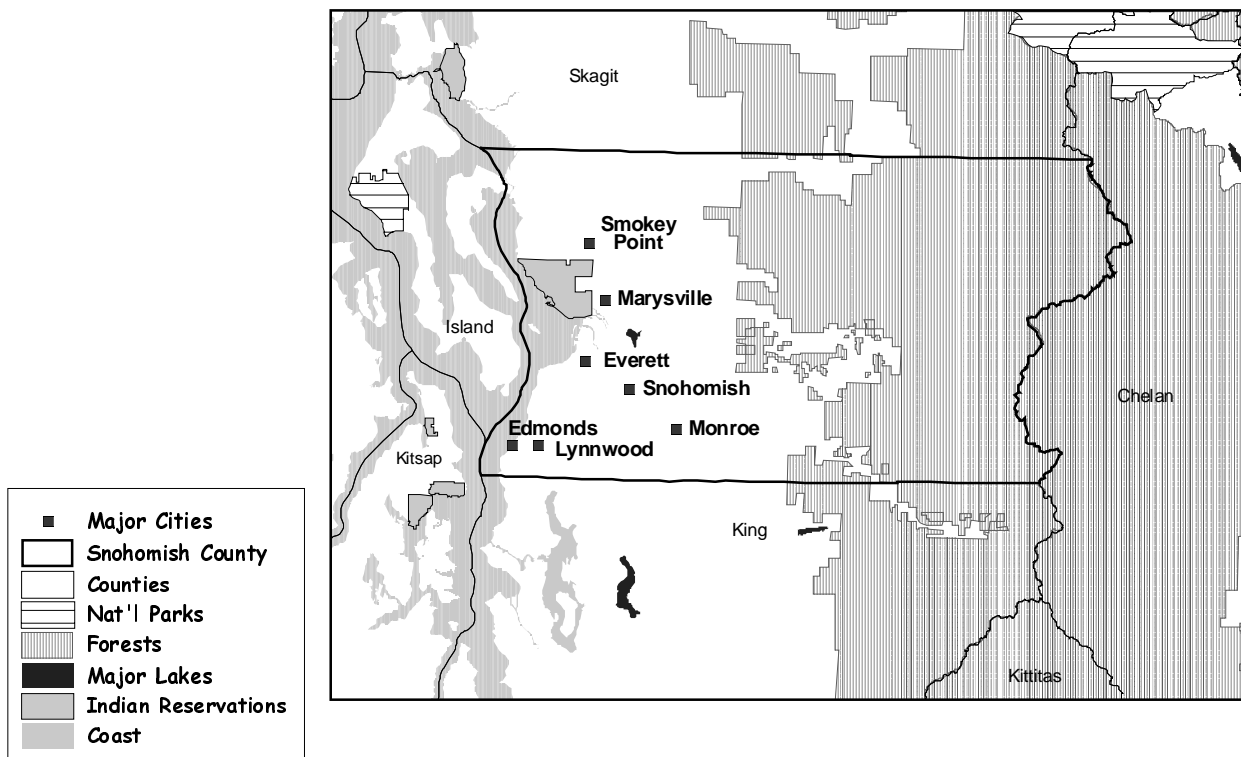 Skagit
Smokey
Point
Marysville
Island
Everett
Snohomish
Chelan
Edmonds
Monroe
Lynnwood
Kitsap
King
Kittitas
Major Cities
Snohomish County
Counties
Nat'l Parks
Forests
Major Lakes
Indian Reservations
Coast